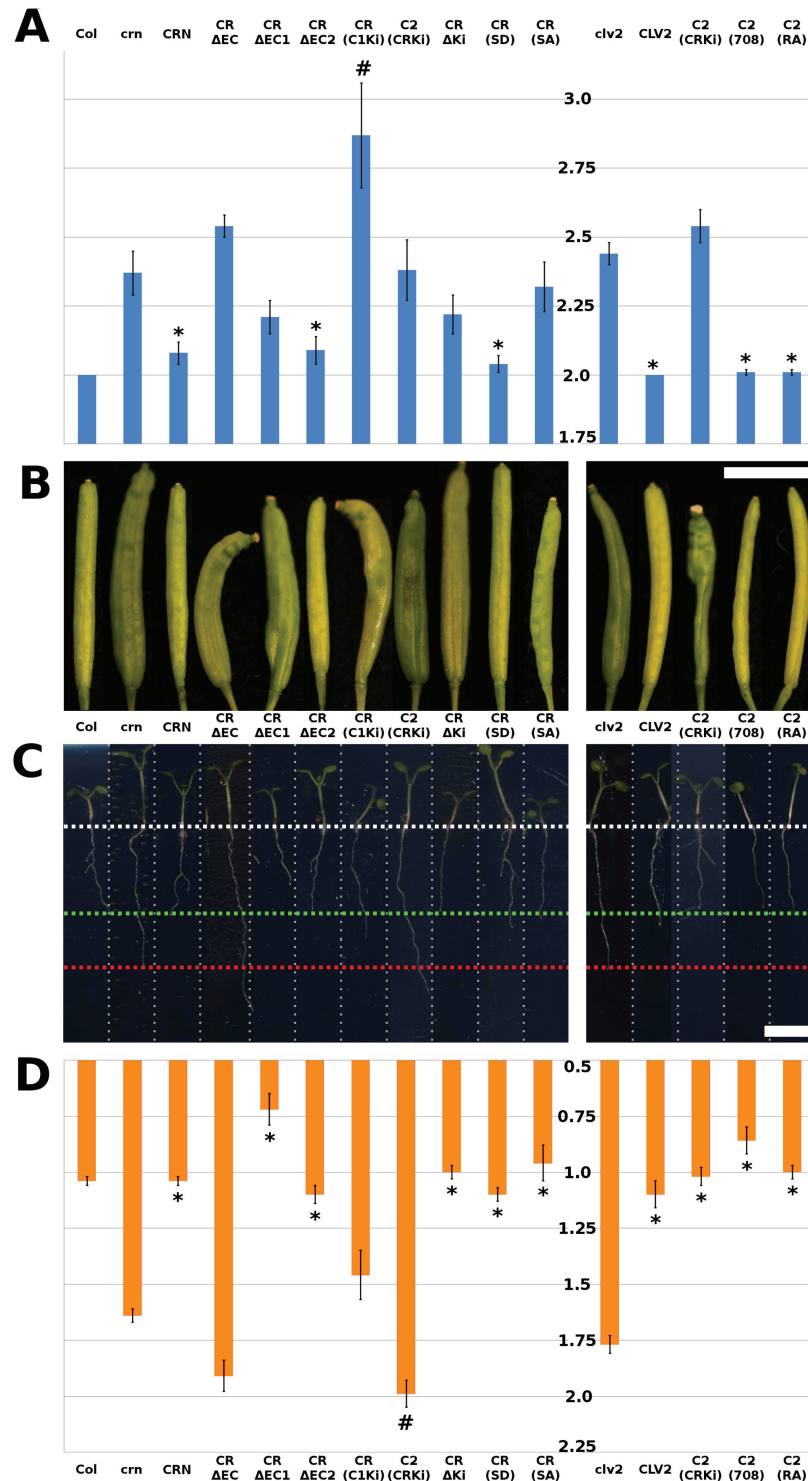 A
Col crn CRN CR ΔEC CR ΔEC1 CR ΔEC2 CR (C1Ki) C2 (CRKi) CR ΔKi CR (SD) CR (SA) clv2 CLV2 C2 (CRKi) C2 (708) C2 (RA)
#
3.0
2.75
2.5
2.25
* * * * * *
2.0
1.75
B
Col crn CRN CR ΔEC CR ΔEC1 CR ΔEC2 CR (C1Ki) C2 (CRKi) CR ΔKi CR (SD) CR (SA) clv2 CLV2 C2 (CRKi) C2 (708) C2 (RA)
C
D
0.5
0.75
1.0
* * * * * * * * * *
1.25
1.5
1.75
2.0
#
2.25
Col crn CRN CR ΔEC CR ΔEC1 CR ΔEC2 CR (C1Ki) C2 (CRKi) CR ΔKi CR (SD) CR (SA) clv2 CLV2 C2 (CRKi) C2 (708) C2 (RA)